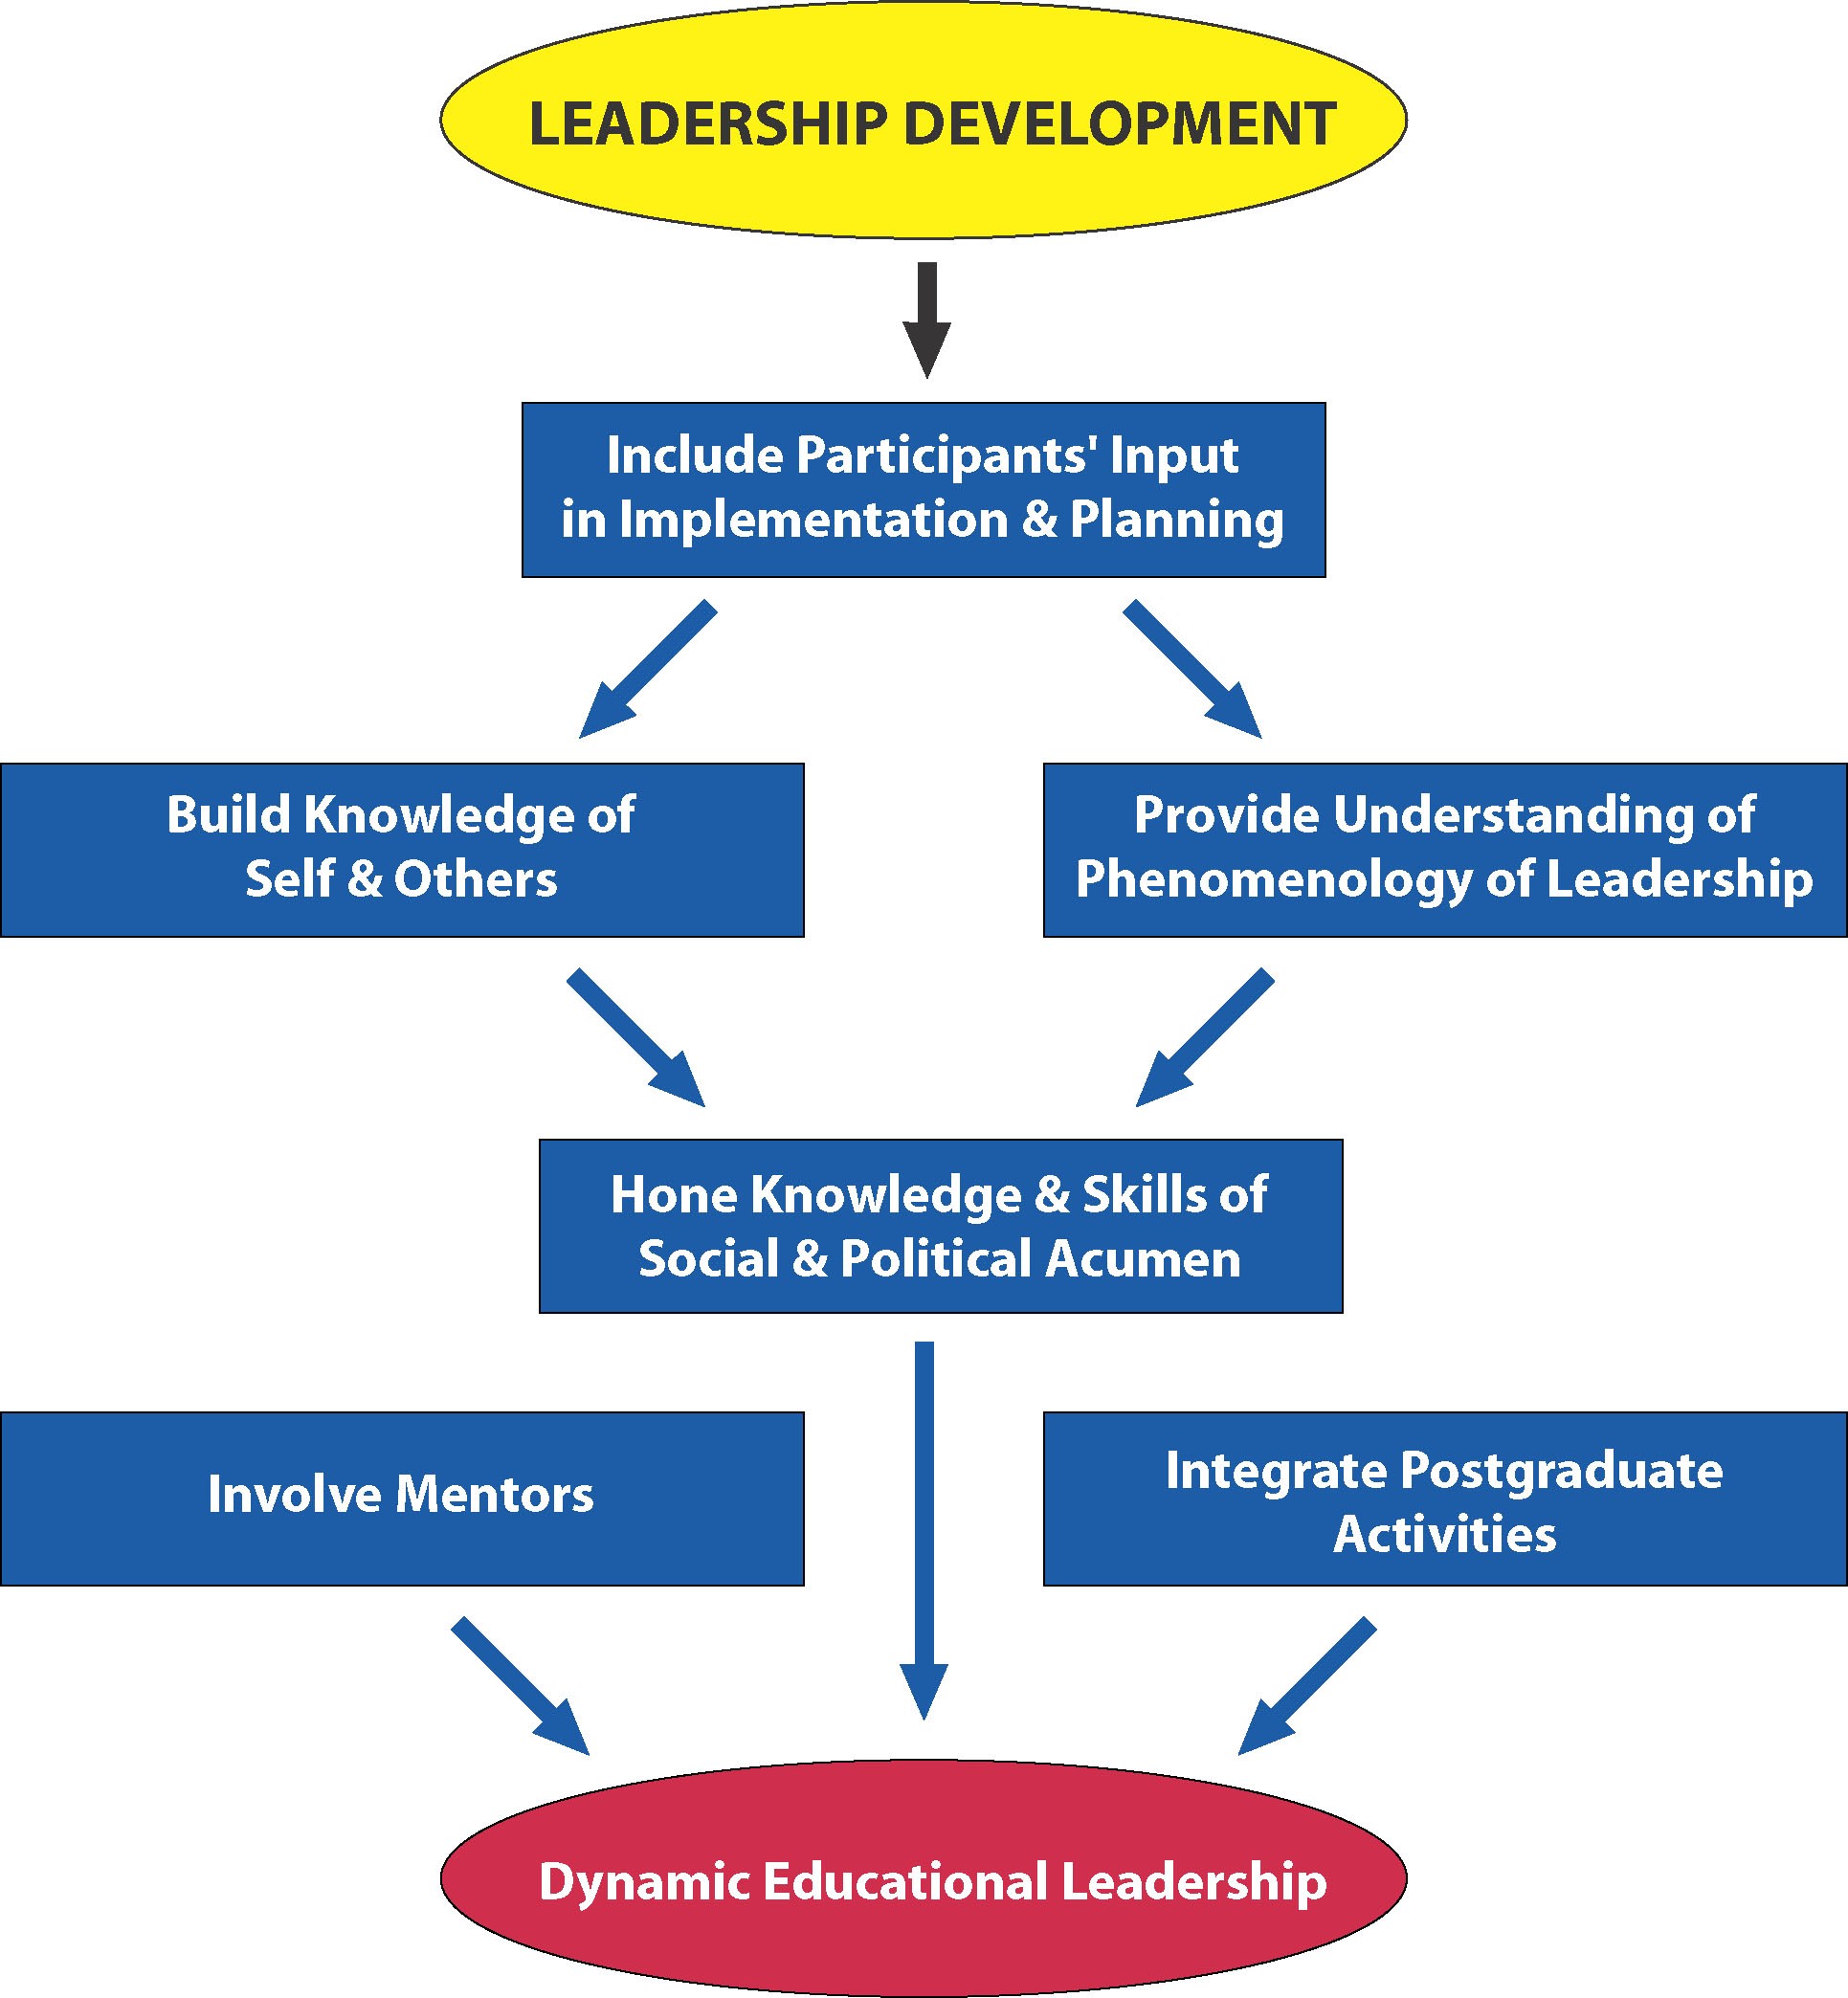 LEADERSHIP DEVELOPMENT
Include Participants' Input
in Implementation & Planning
Build Knowledge of
Self & Others
Provide Understanding of
Phenomenology of Leadership
Hone Knowledge & Skills of
Social & Political Acumen
Involve Mentors
Integrate Postgraduate
Activities
Dynamic Educational Leadership